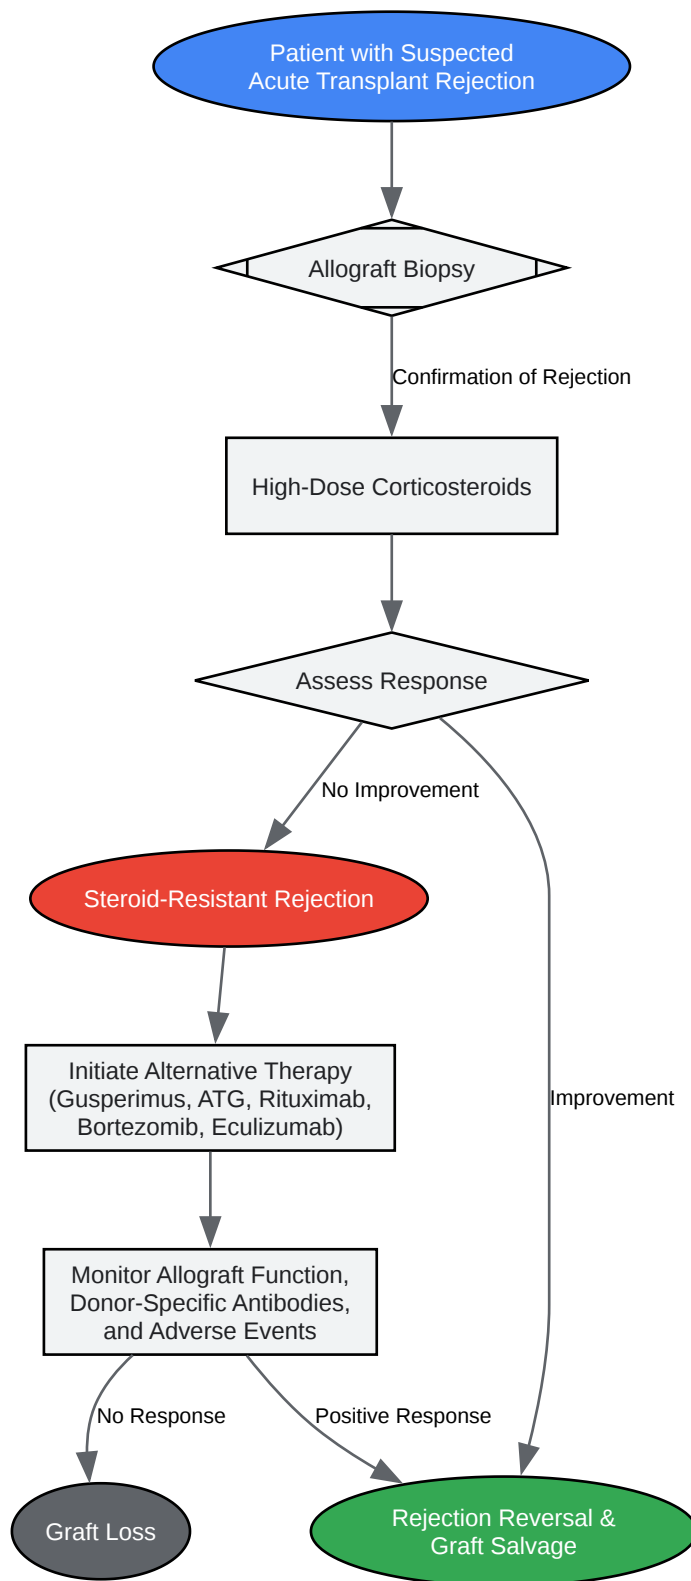 Patient with Suspected
Acute Transplant Rejection
Allograft Biopsy
Confirmation of Rejection
High-Dose Corticosteroids
Assess Response
No Improvement
Steroid-Resistant Rejection
Initiate Alternative Therapy
(Gusperimus, ATG, Rituximab,
Bortezomib, Eculizumab)
Improvement
Monitor Allograft Function,
Donor-Specific Antibodies,
and Adverse Events
No Response
Positive Response
Graft Loss
Rejection Reversal &
Graft Salvage